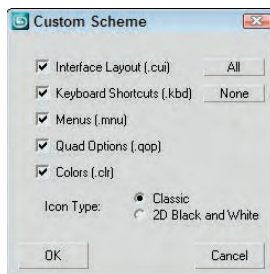 Custom Scheme
Interface Layout (.cui)
All
Keyboard Shortcuts (.kbd)
None
Menus (.mnu)
Quad Options (.qop)
Colors (.clr)
Icon Type:
Classic
2D Black and White
OK
Cancel